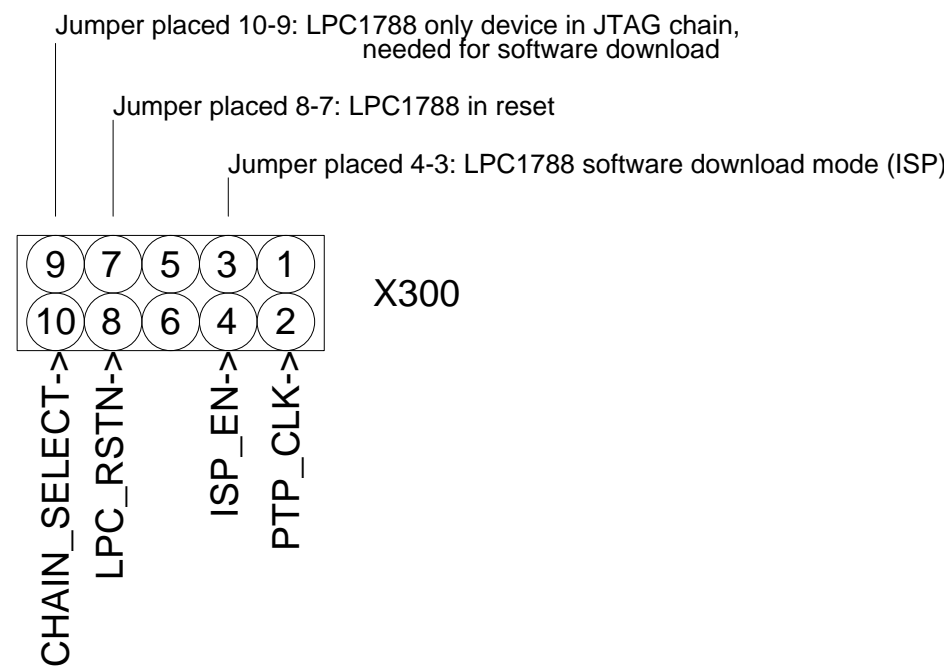 Jumper placed 10-9: LPC1788 only device in JTAG chain,
needed for software download
Jumper placed 8-7: LPC1788 in reset
Jumper placed 4-3: LPC1788 software download mode (ISP)
9 7 5 3 1
10 8 6 4 2
X300
CHAIN_SELECT->
LPC_RSTN->
ISP_EN->
PTP_CLK->